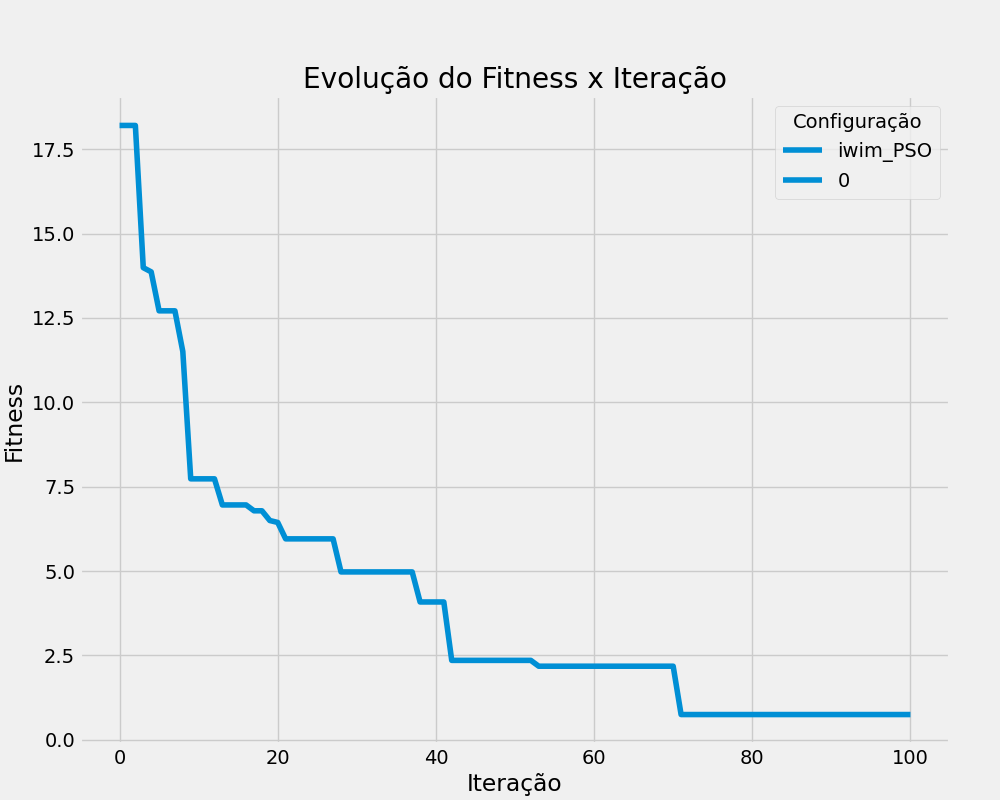 Evolução do Fitness x Iteração
Configuração
iwim_PSO
0
Fitness
17.5
15.0
12.5
10.0
7.5
5.0
2.5
0.0
0 20 40 60 80 100
Iteração